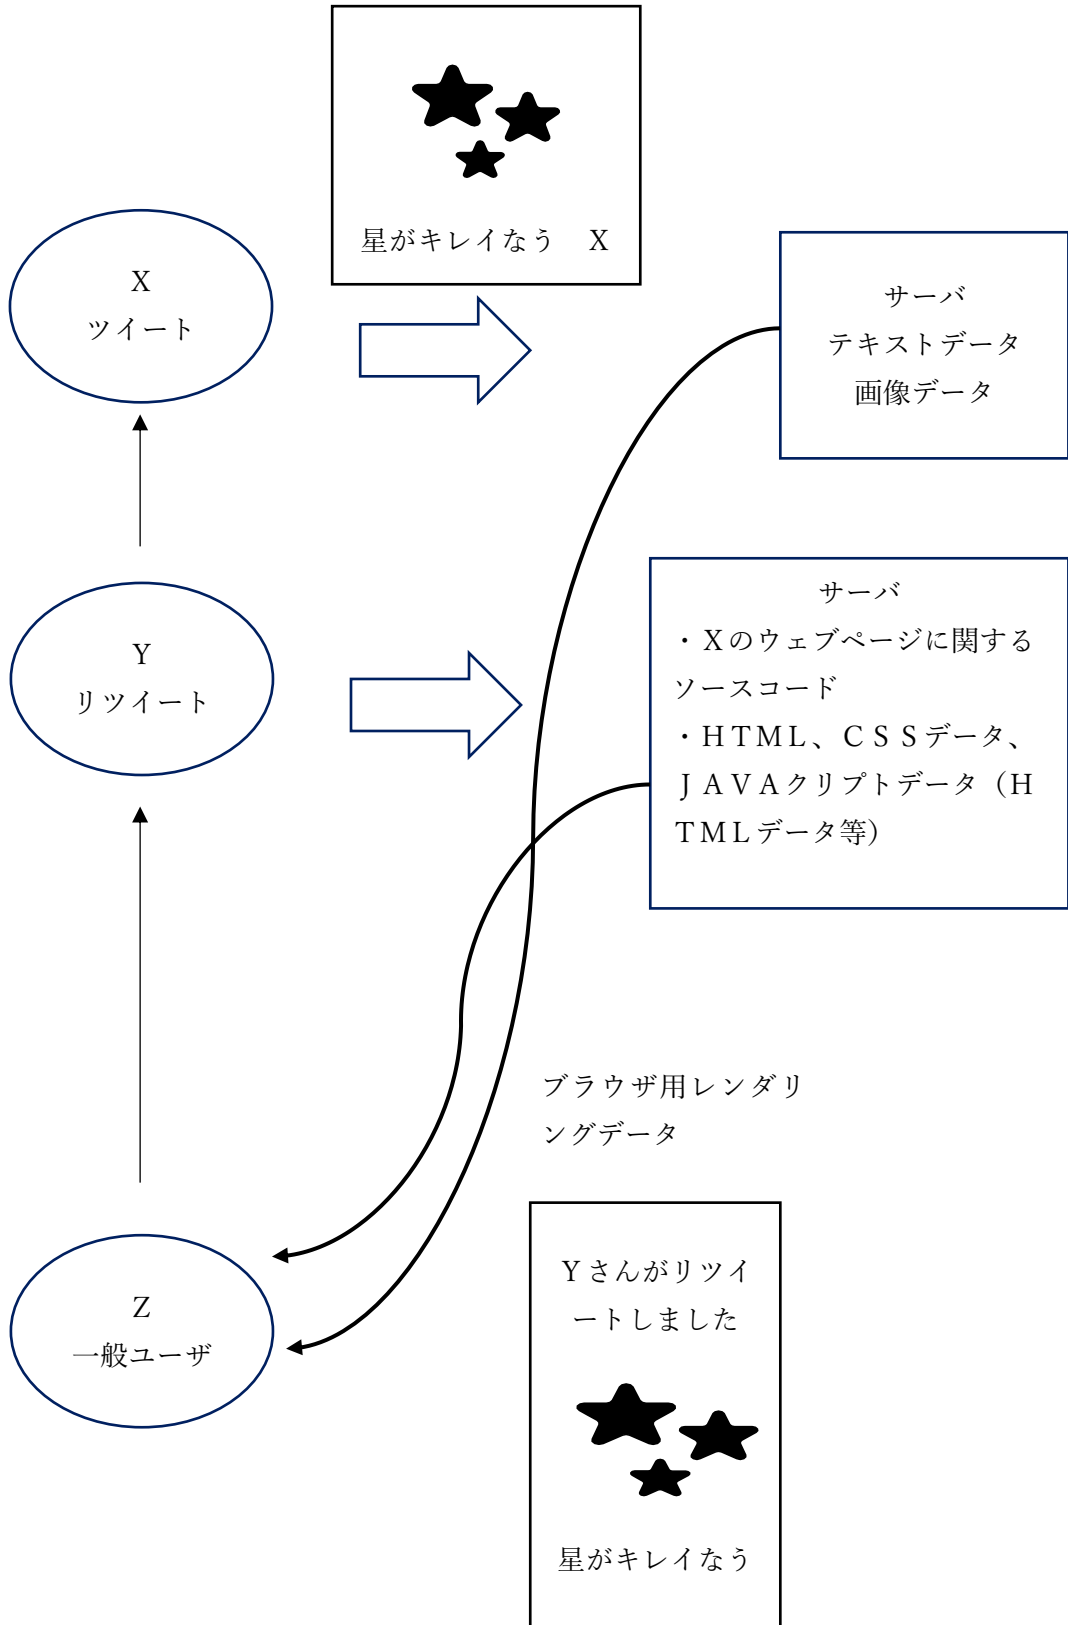 星がキレイなう　X
X
ツイート
サーバ
テキストデータ
画像データ
Y
リツイート
サーバ
・Xのウェブページに関する
ソースコード
・HTML、CSSデータ、
JAVAクリプトデータ（H
TMLデータ等）
ブラウザ用レンダリ
ングデータ
Z
一般ユーザ
Yさんがリツイ
ートしました
星がキレイなう